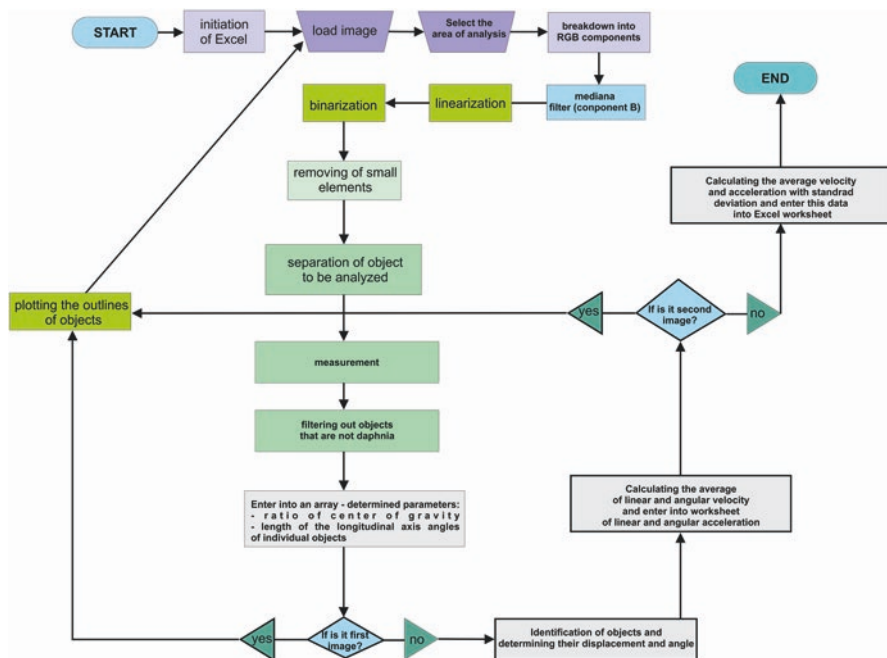 START
initiation
of Excel
load image
Select the
area of analysis
breakdown into
RGB components
mediana
filter (component B)
linearization
binarization
removing of small
elements
separation of object
to be analyzed
measurement
filtering out objects
that are not daphnia
Enter into an array - determined parameters:
- ratio of center of gravity
- length of the longitudinal axis angles
of individual objects
If is it first
image?
yes
no
plotting the outlines
of objects
Identification of objects and
determining their displacement and angle
Calculating the average
of linear and angular velocity
and enter into worksheet
of linear and angular acceleration
If is it second
image?
yes
no
Calculating the average velocity
and acceleration with standrad
deviation and enter this data
into Excel worksheet
END